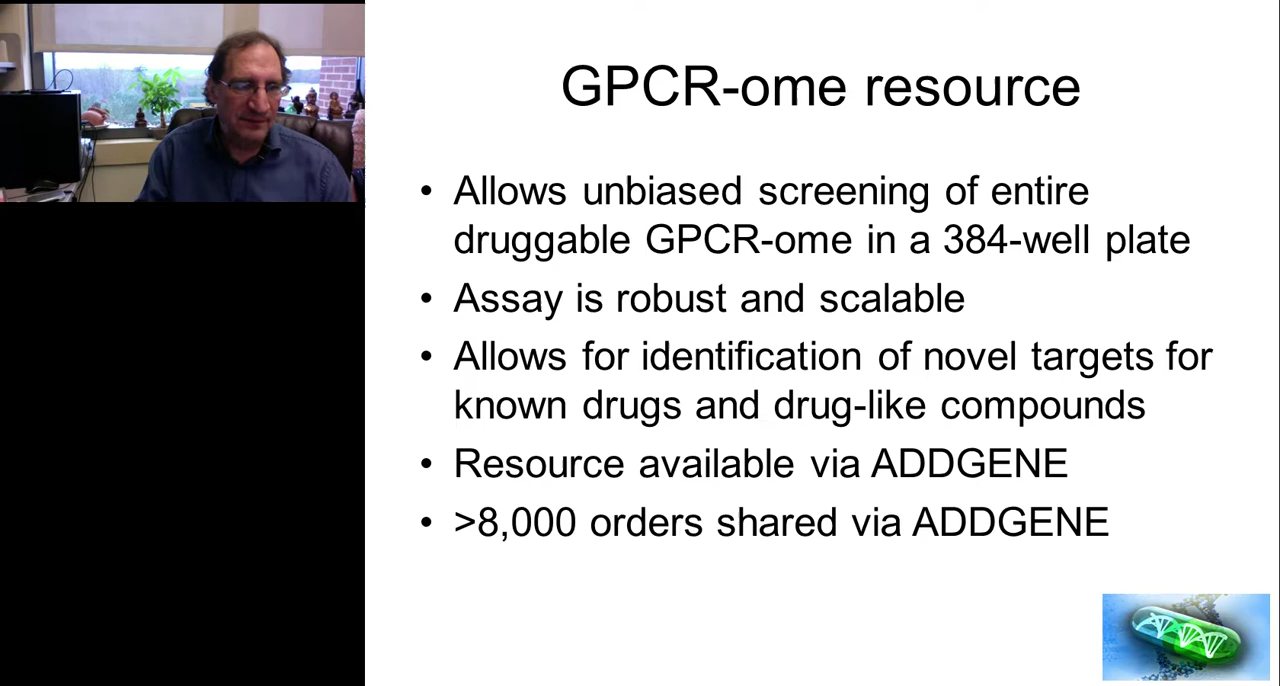 GPCR-ome resource
• Allows unbiased screening of entire
druggable GPCR-ome in a 384-well plate
• Assay is robust and scalable
• Allows for identification of novel targets for
known drugs and drug-like compounds
• Resource available via ADDGENE
• >8,000 orders shared via ADDGENE